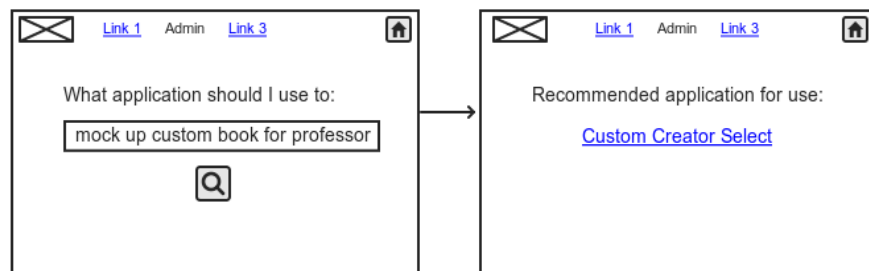 Link 1 Admin Link 3
What application should I use to:
mock up custom book for professor
Link 1 Admin Link 3
Recommended application for use:
Custom Creator Select